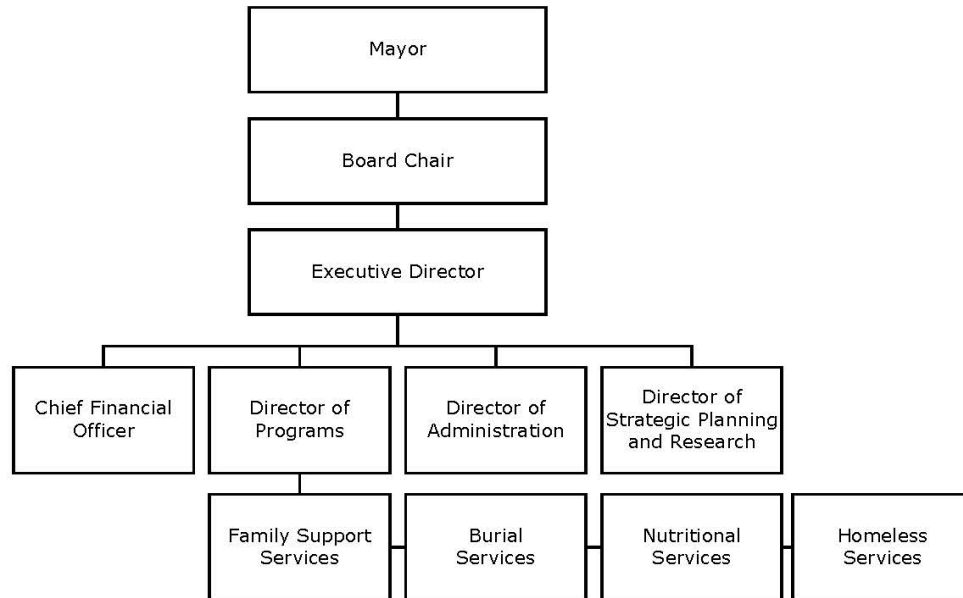 Mayor
Board Chair
Executive Director
Chief Financial
Officer
Director of
Programs
Director of
Administration
Director of
Strategic Planning
and Research
Family Support
Services
Burial
Services
Nutritional
Services
Homeless
Services